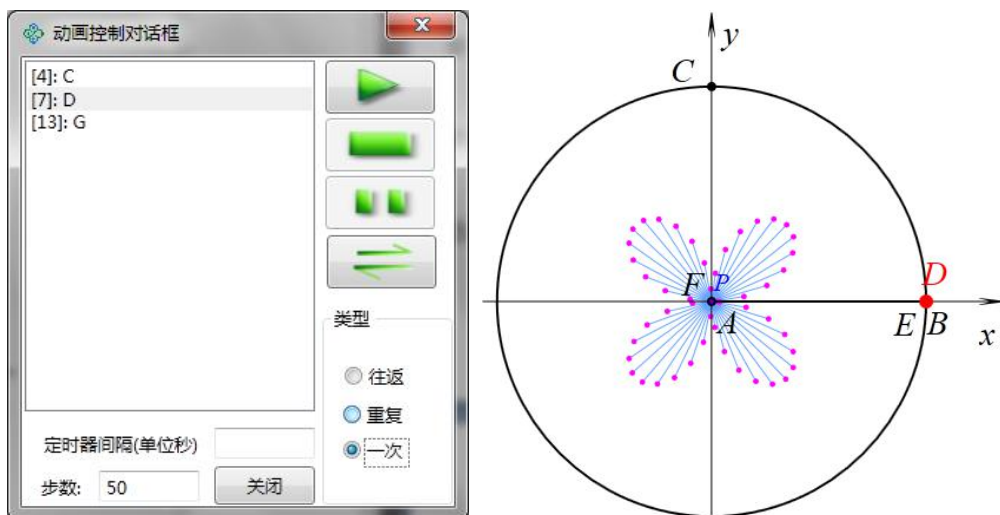 动画控制对话框
[4]: C
[7]: D
[13]: G
类型
往返
重复
一次
定时器间隔(单位秒)
步数: 50
关闭
y
C
D
F P
A
E B
x